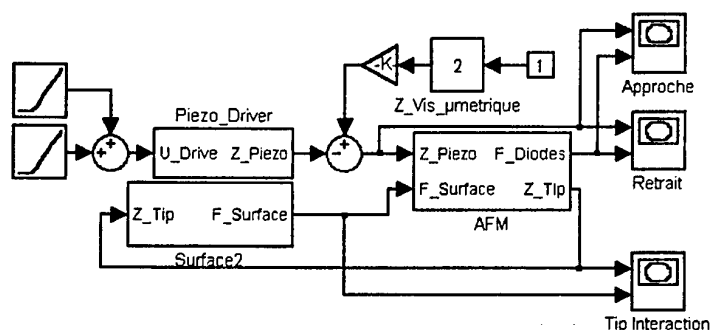 -K-
2
1
Z_Vis_µmetrique
Approche
Piezo_Driver
+
+
U_Drive Z_Piezo
-
+
Z_Piezo F_Diodes
F_Surface Z_Tip
AFM
Retrait
Z_Tip F_Surface
Surface2
Tip Interaction